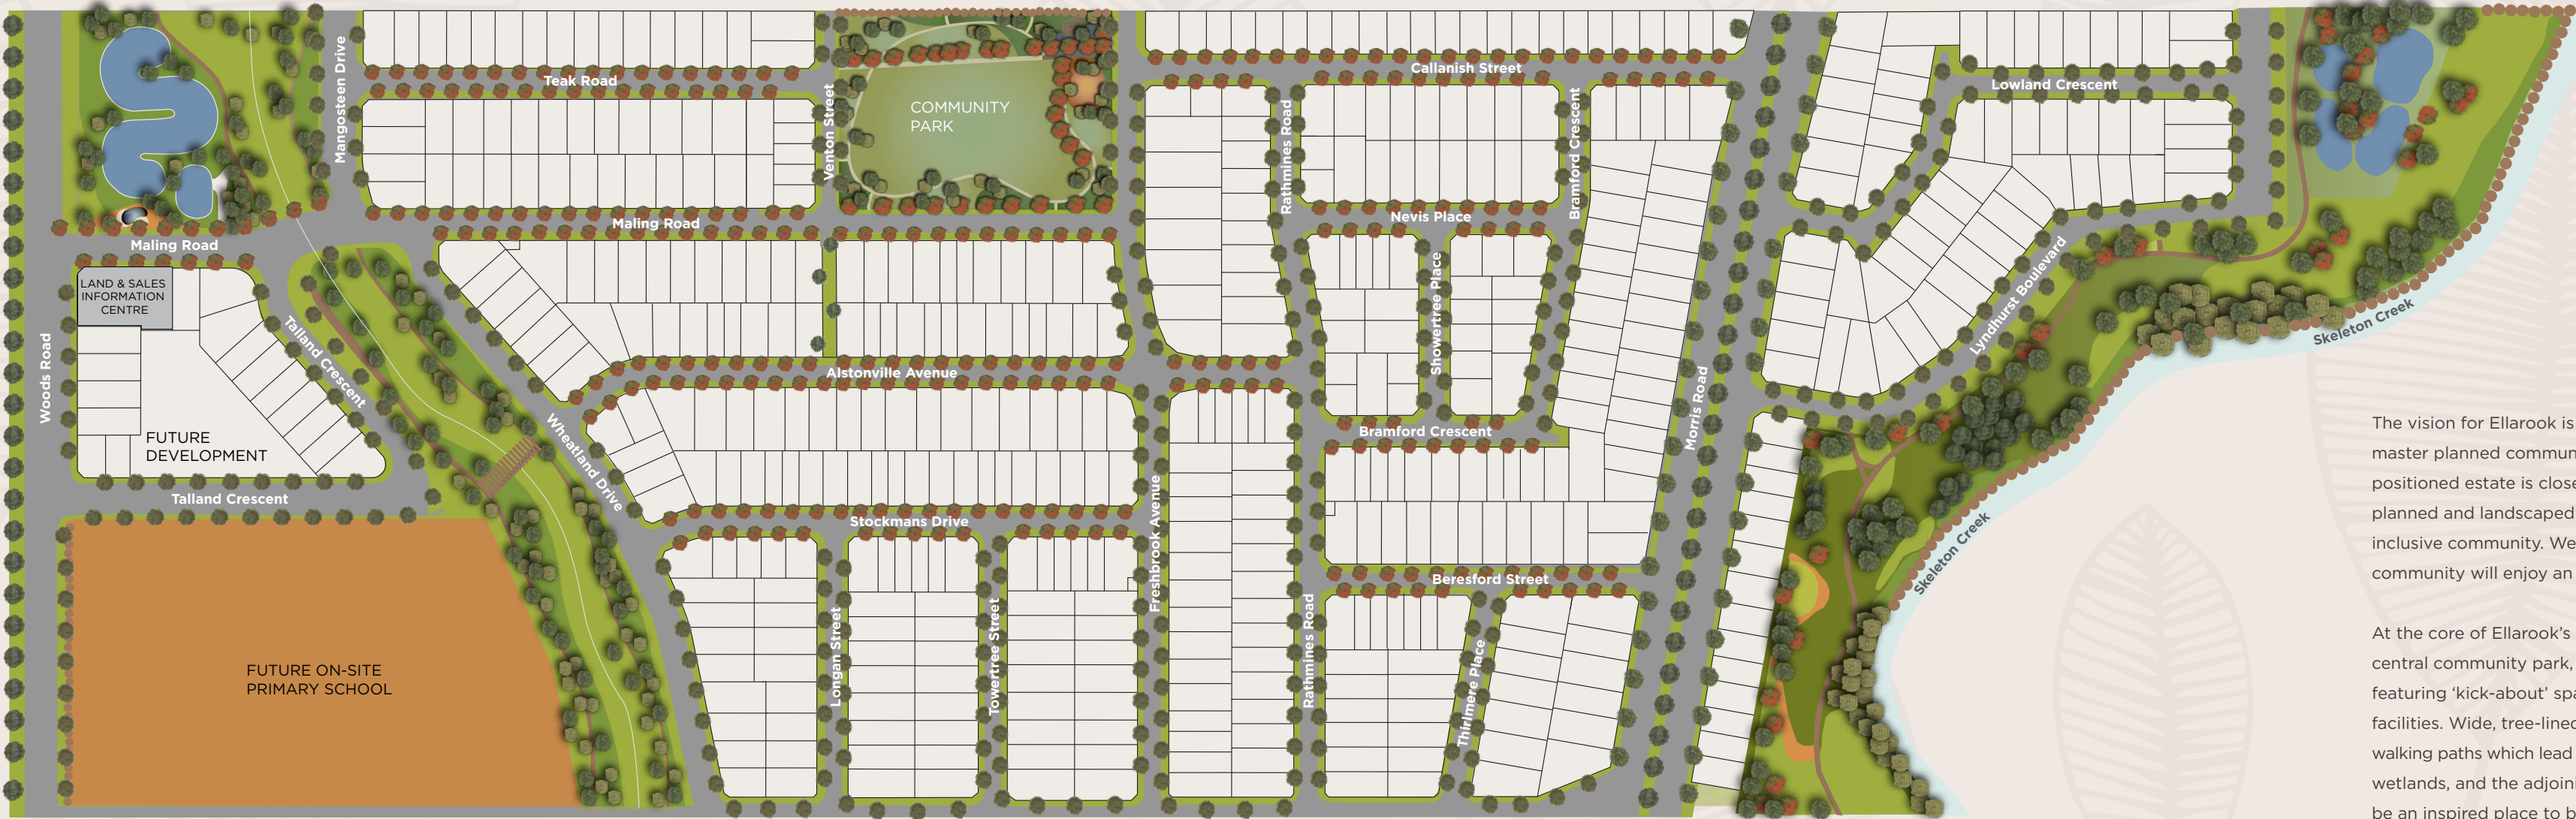 Teak Road
Mangosteen Drive
Venton Street
COMMUNITY
PARK
Callanish Street
Rathmines Road
Bramford Crescent
Lowland Crescent
Maling Road
Maling Road
Nevis Place
Showertree Place
Morris Road
Lyndhurst Boulevard
Skeleton Creek
Skeleton Creek
LAND & SALES
INFORMATION
CENTRE
Woods Road
Talland Crescent
FUTURE
DEVELOPMENT
Talland Crescent
Wheatland Drive
Alstonville Avenue
Bramford Crescent
Stockmans Drive
Freshbrook Avenue
Beresford Street
Longan Street
Towertree Street
Rathmines Road
Thirlmere Place
FUTURE ON-SITE
PRIMARY SCHOOL
The vision for Ellarook is
master planned commun
positioned estate is close
planned and landscaped
inclusive community. We
community will enjoy an
At the core of Ellarook's
central community park,
featuring 'kick-about' spa
facilities. Wide, tree-lined
walking paths which lead
wetlands, and the adjoini
be an inspired place to b